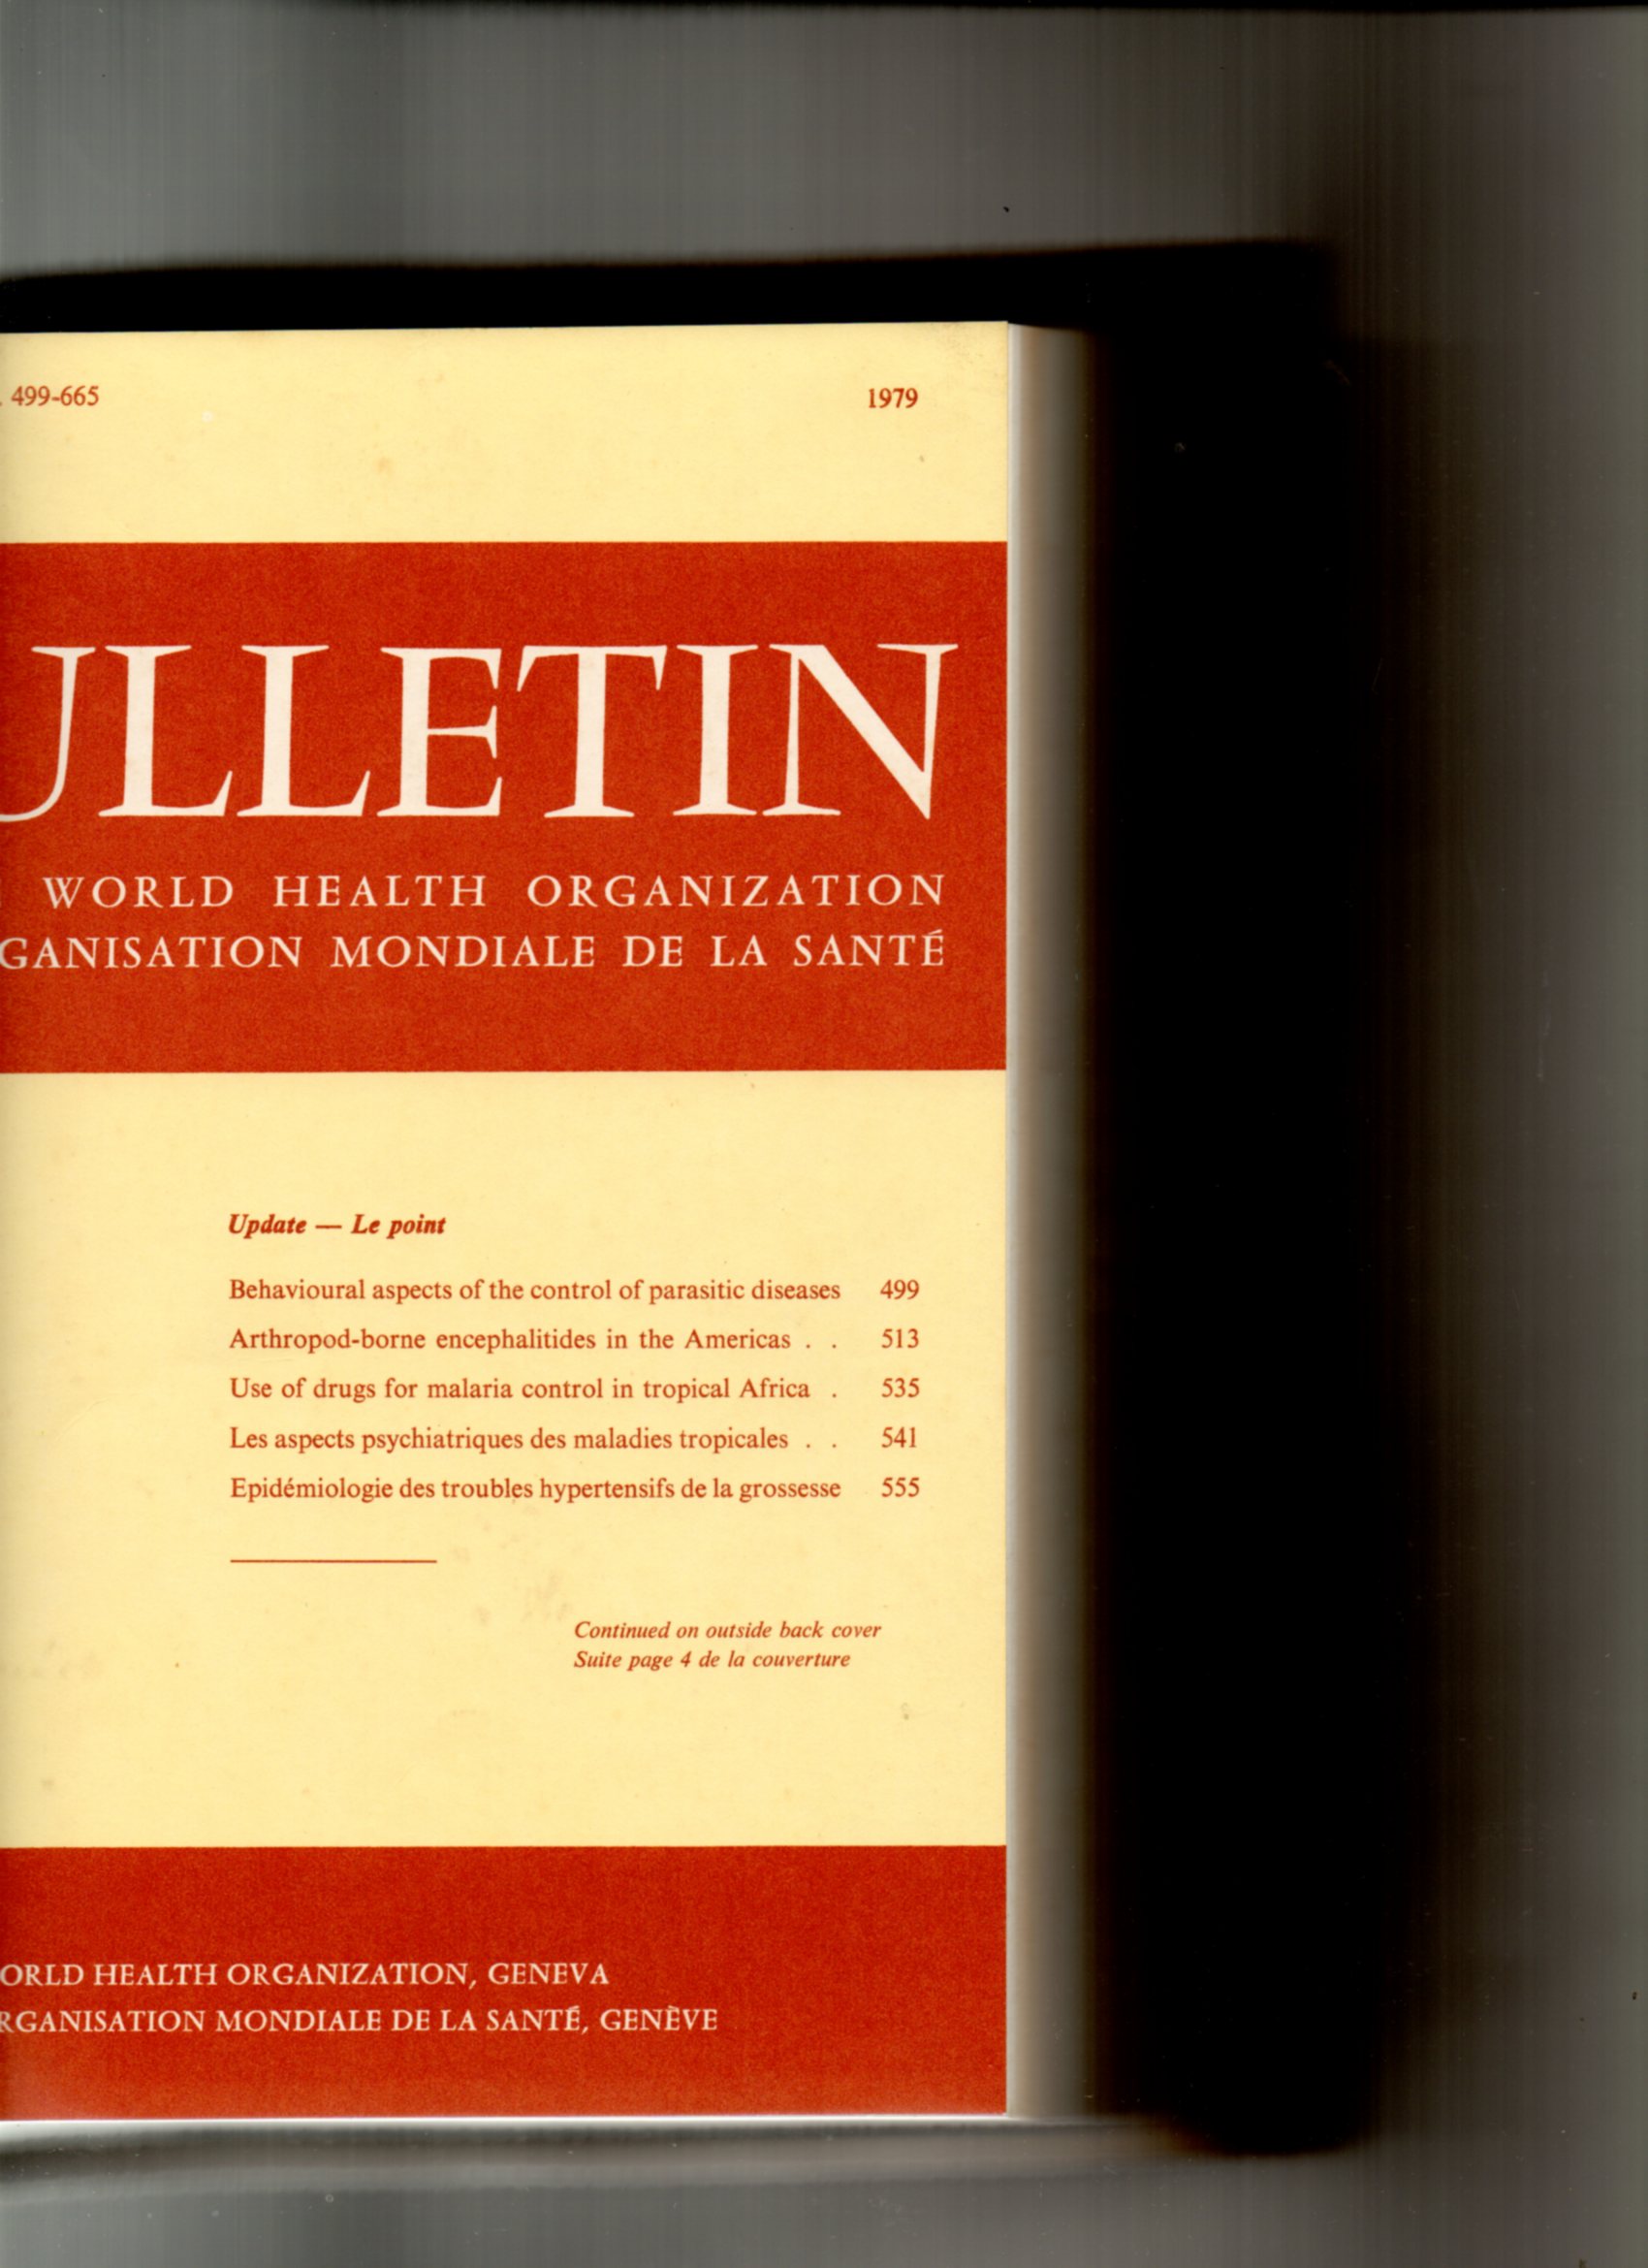 . 499-665
1979
ULLETIN
WORLD HEALTH ORGANIZATION
GANISATION MONDIALE DE LA SANTÉ
Update — Le point
Behavioural aspects of the control of parasitic diseases 499
Arthropod-borne encephalitides in the Americas . . 513
Use of drugs for malaria control in tropical Africa . 535
Les aspects psychiatriques des maladies tropicales . . 541
Epidémiologie des troubles hypertensifs de la grossesse 555
Continued on outside back cover
Suite page 4 de la couverture
ORLD HEALTH ORGANIZATION, GENEVA
RGANISATION MONDIALE DE LA SANTÉ, GENÈVE